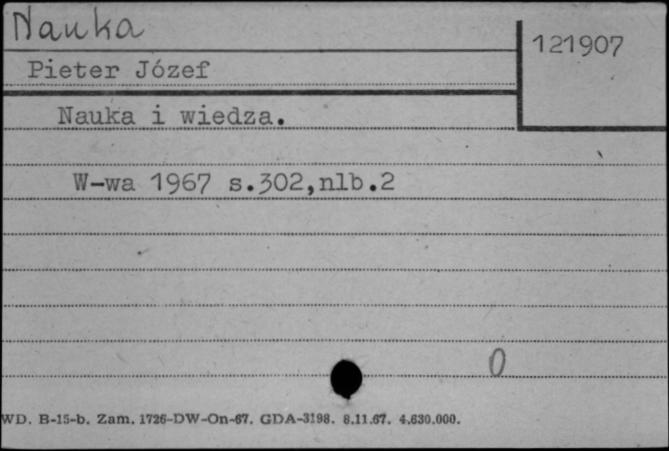 Nauka
121907
Pieter Józef
Nauka i wiedza.
W-wa 1967 s.302,nlb.2
0
WD. B-15-b. Zam. 1726-DW-On-67. GDA-3198. 8.11.67. 4.630.000.